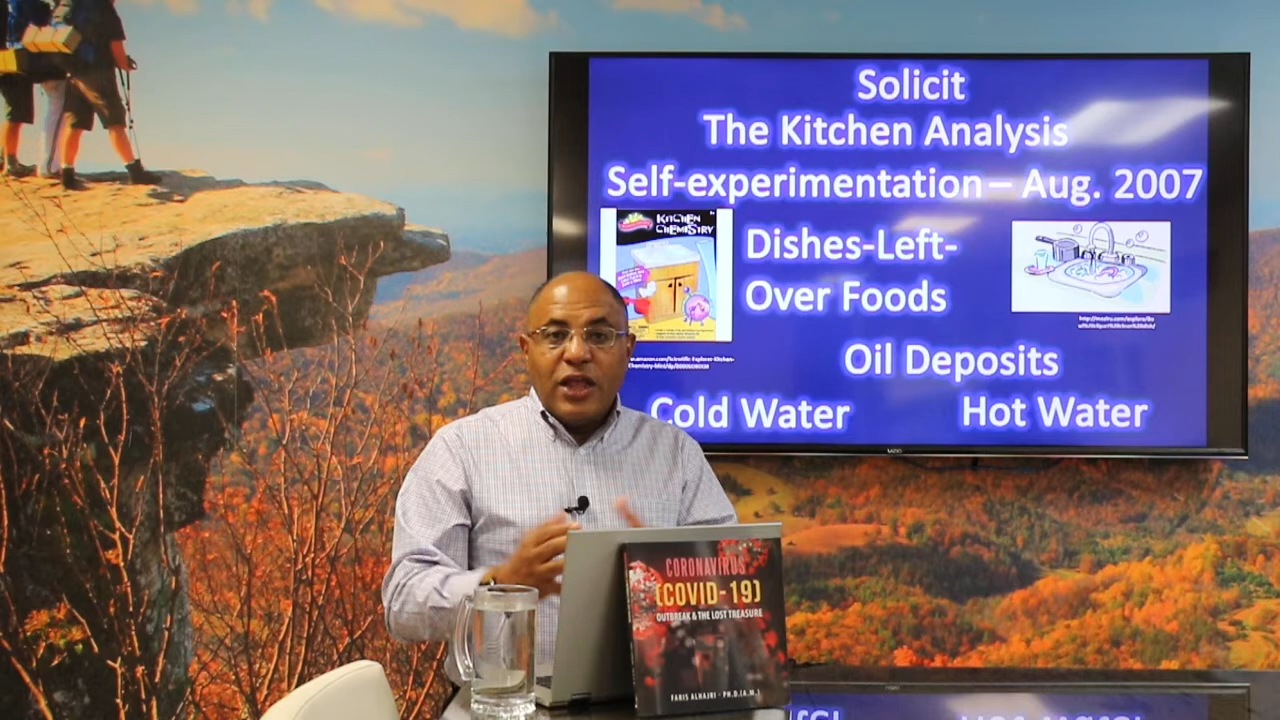 Solicit
The Kitchen Analysis
Self-experimentation – Aug. 2007
KITCHEN
CHEMISTRY
Dishes-Left-
Over Foods
Oil Deposits
Cold Water
Hot Water
CORONAVIRUS
(COVID-19)
OUTBREAK & THE LOST TREASURE
FARIS ALHAJRI - PH.D.(A.M.)